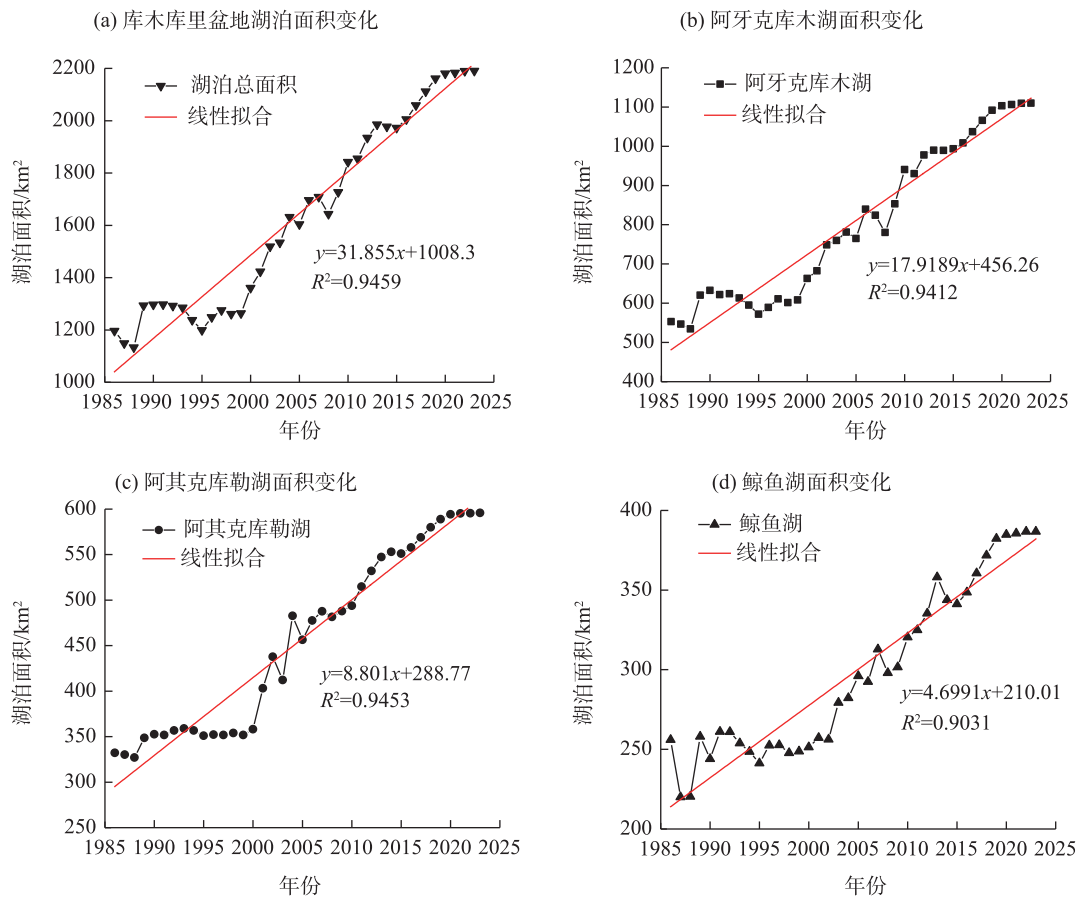 (a) 库木库里盆地湖泊面积变化
2200
2000
1800
1600
1400
1200
1000
湖泊面积/km²
湖泊总面积
线性拟合
y=31.855x+1008.3
R²=0.9459
1985 1990 1995 2000 2005 2010 2015 2020 2025
年份
(b) 阿牙克库木湖面积变化
1200
1100
1000
900
800
700
600
500
400
湖泊面积/km²
阿牙克库木湖
线性拟合
y=17.9189x+456.26
R²=0.9412
1985 1990 1995 2000 2005 2010 2015 2020 2025
年份
(c) 阿其克库勒湖面积变化
600
550
500
450
400
350
300
250
湖泊面积/km²
阿其克库勒湖
线性拟合
y=8.801x+288.77
R²=0.9453
1985 1990 1995 2000 2005 2010 2015 2020 2025
年份
(d) 鲸鱼湖面积变化
400
350
300
250
200
湖泊面积/km²
鲸鱼湖
线性拟合
y=4.6991x+210.01
R²=0.9031
1985 1990 1995 2000 2005 2010 2015 2020 2025
年份